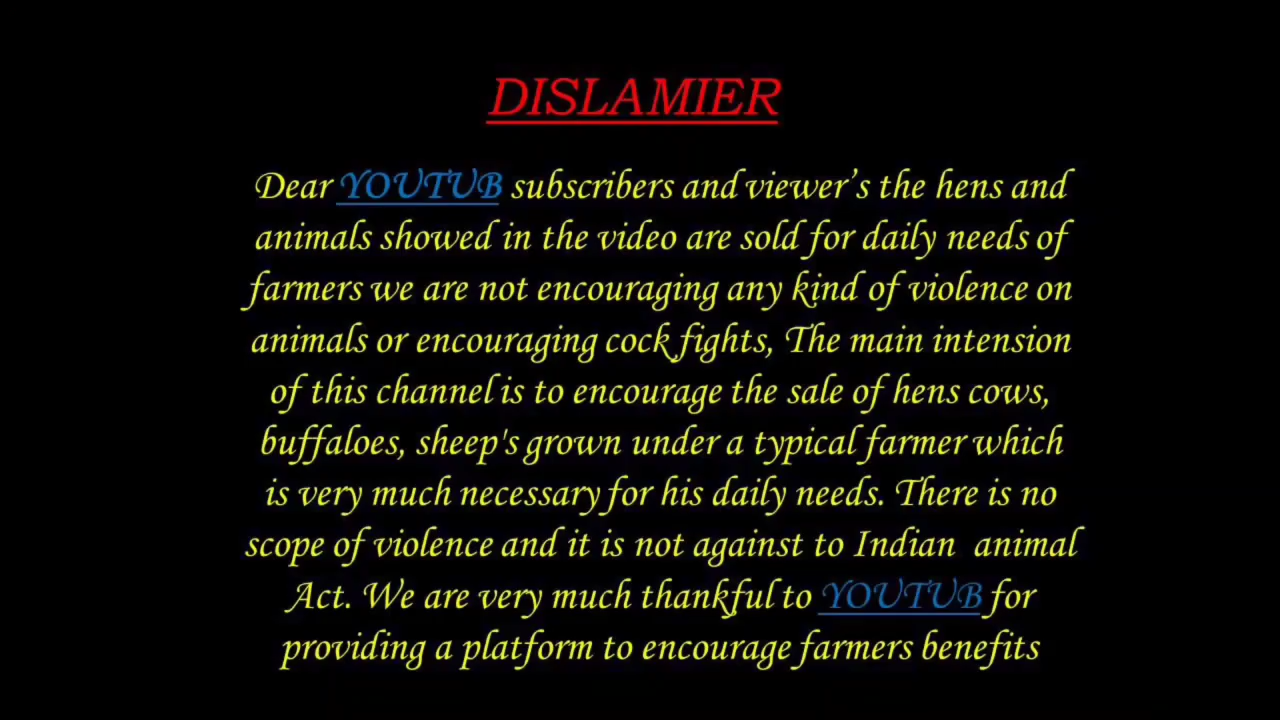 DISLAMIER
Dear YOUTUB subscribers and viewer’s the hens and
animals showed in the video are sold for daily needs of
farmers we are not encouraging any kind of violence on
animals or encouraging cock fights, The main intension
of this channel is to encourage the sale of hens cows,
buffaloes, sheep's grown under a typical farmer which
is very much necessary for his daily needs. There is no
scope of violence and it is not against to Indian  animal
Act. We are very much thankful to YOUTUB for
providing a platform to encourage farmers benefits